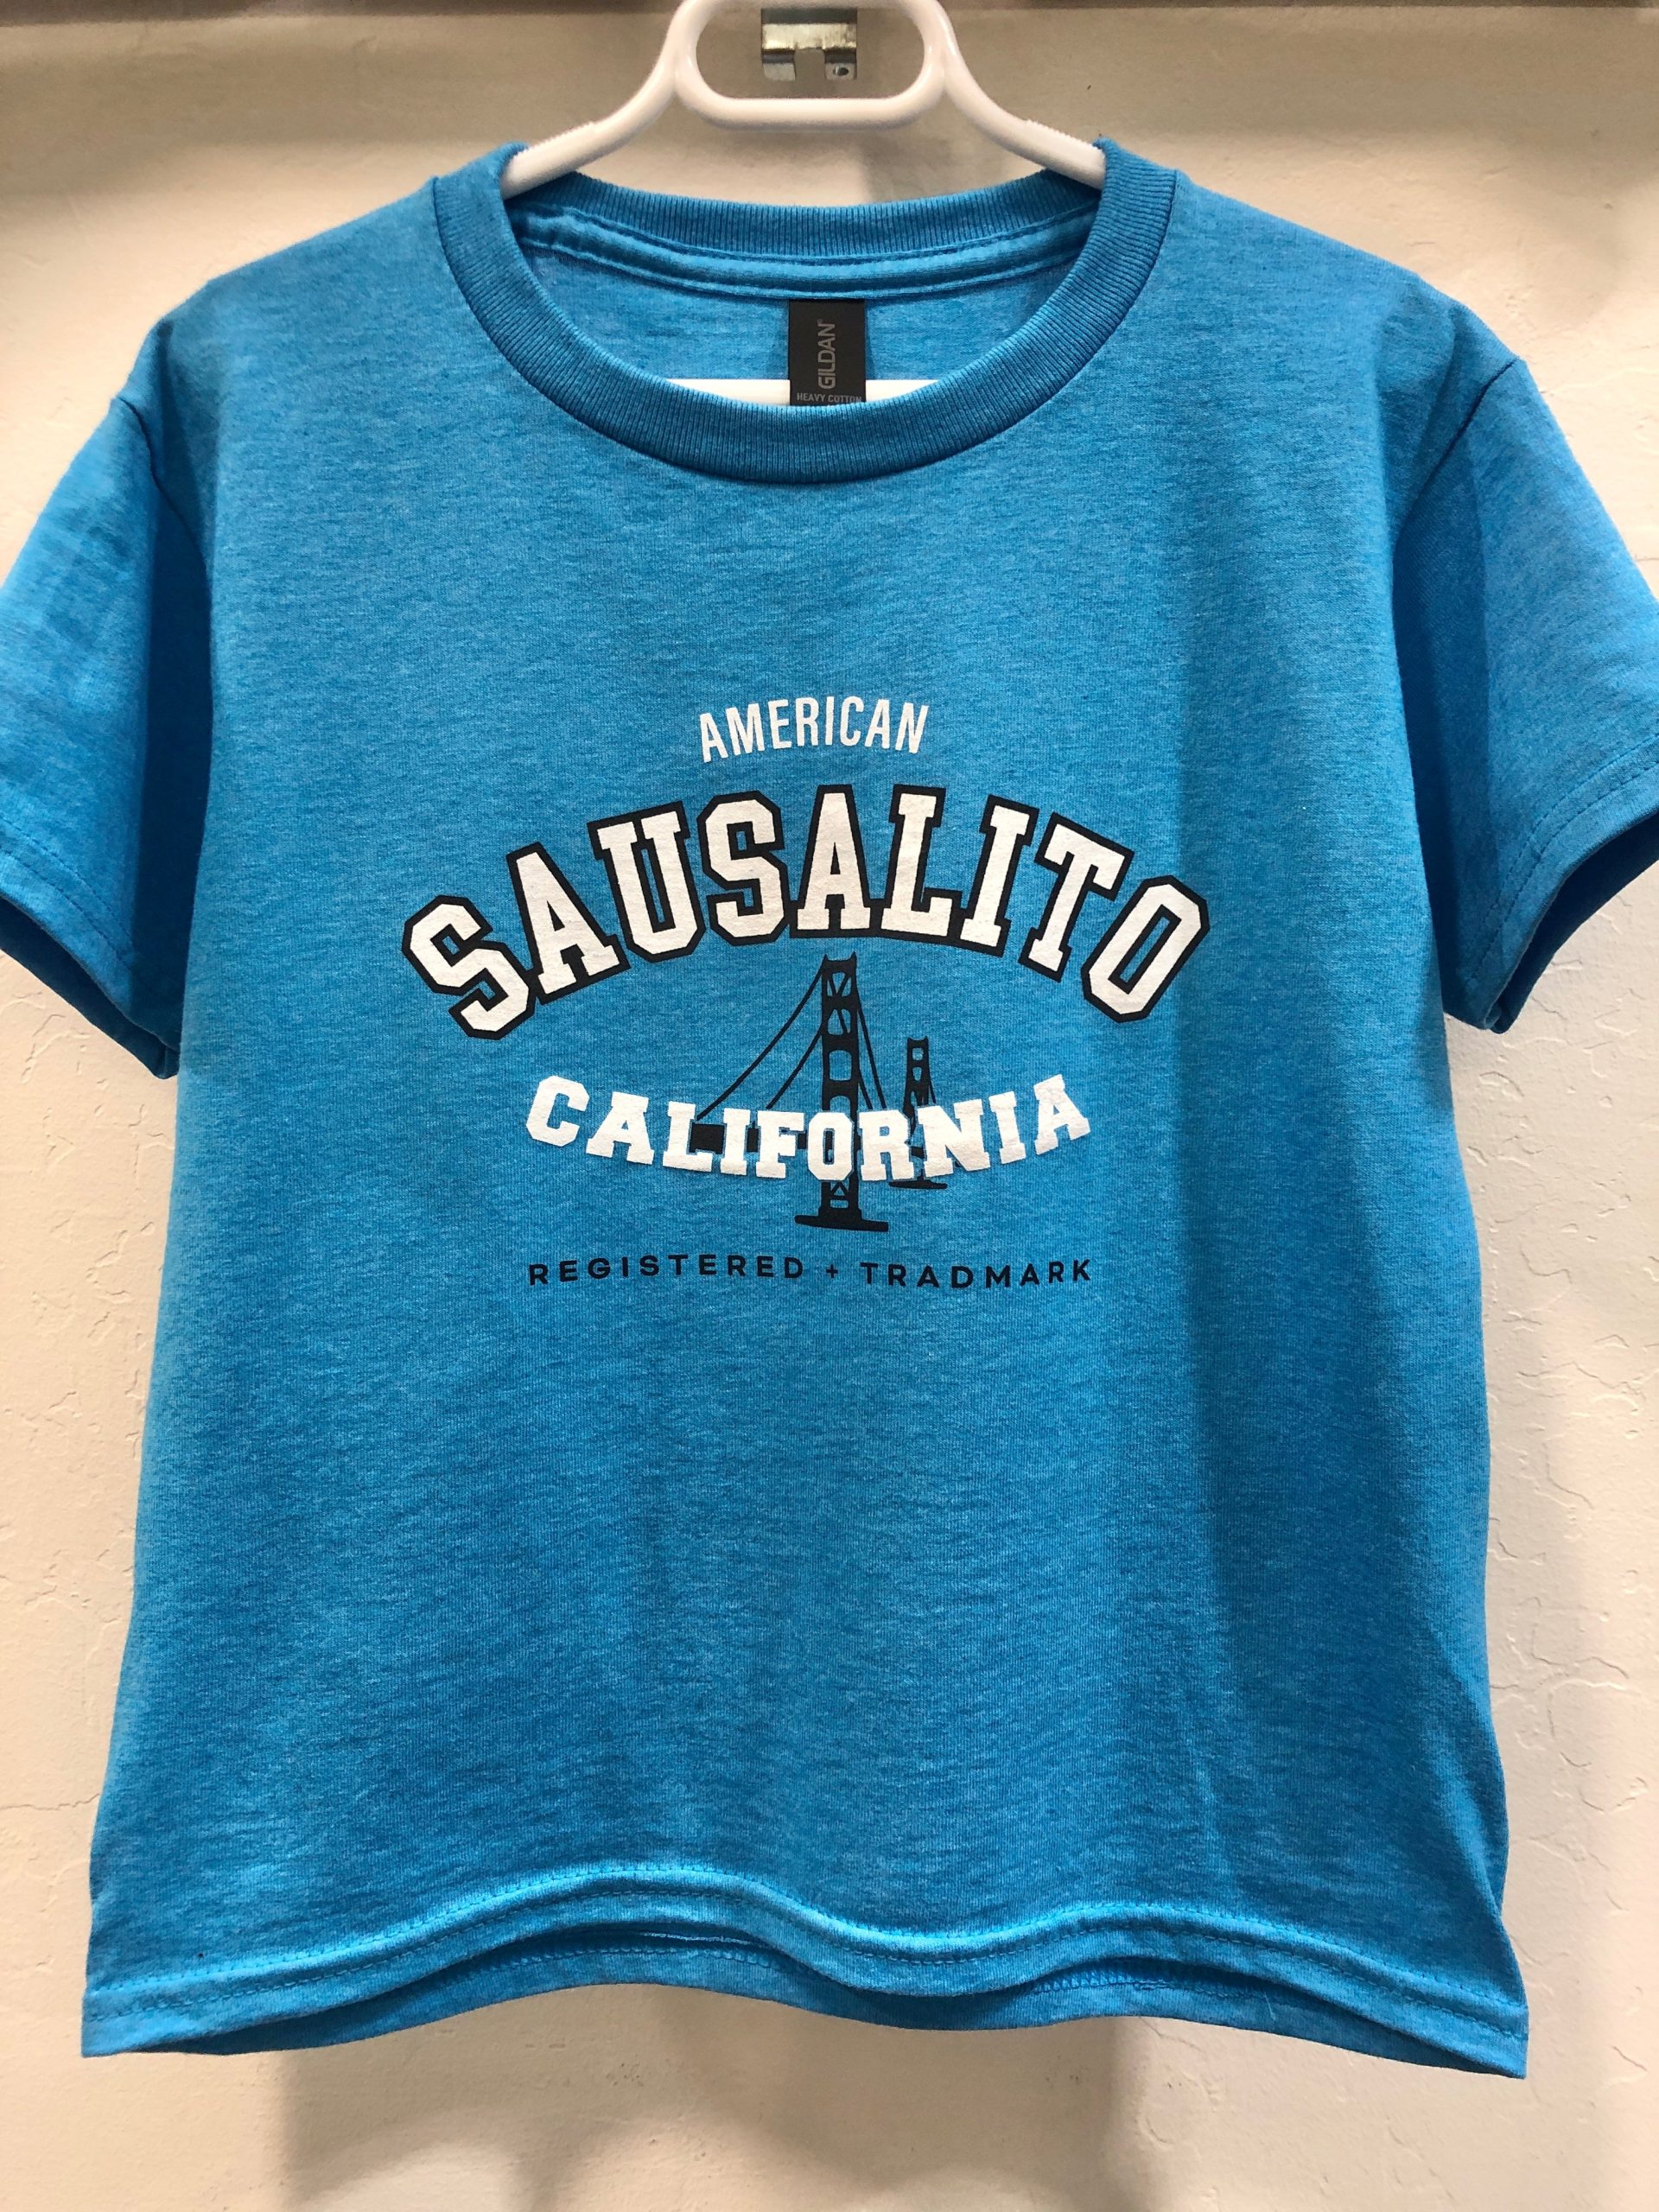 GILDAN®
HEAVY COTTON
AMERICAN
SAUSALITO
CALIFORNIA
REGISTERED + TRADMARK